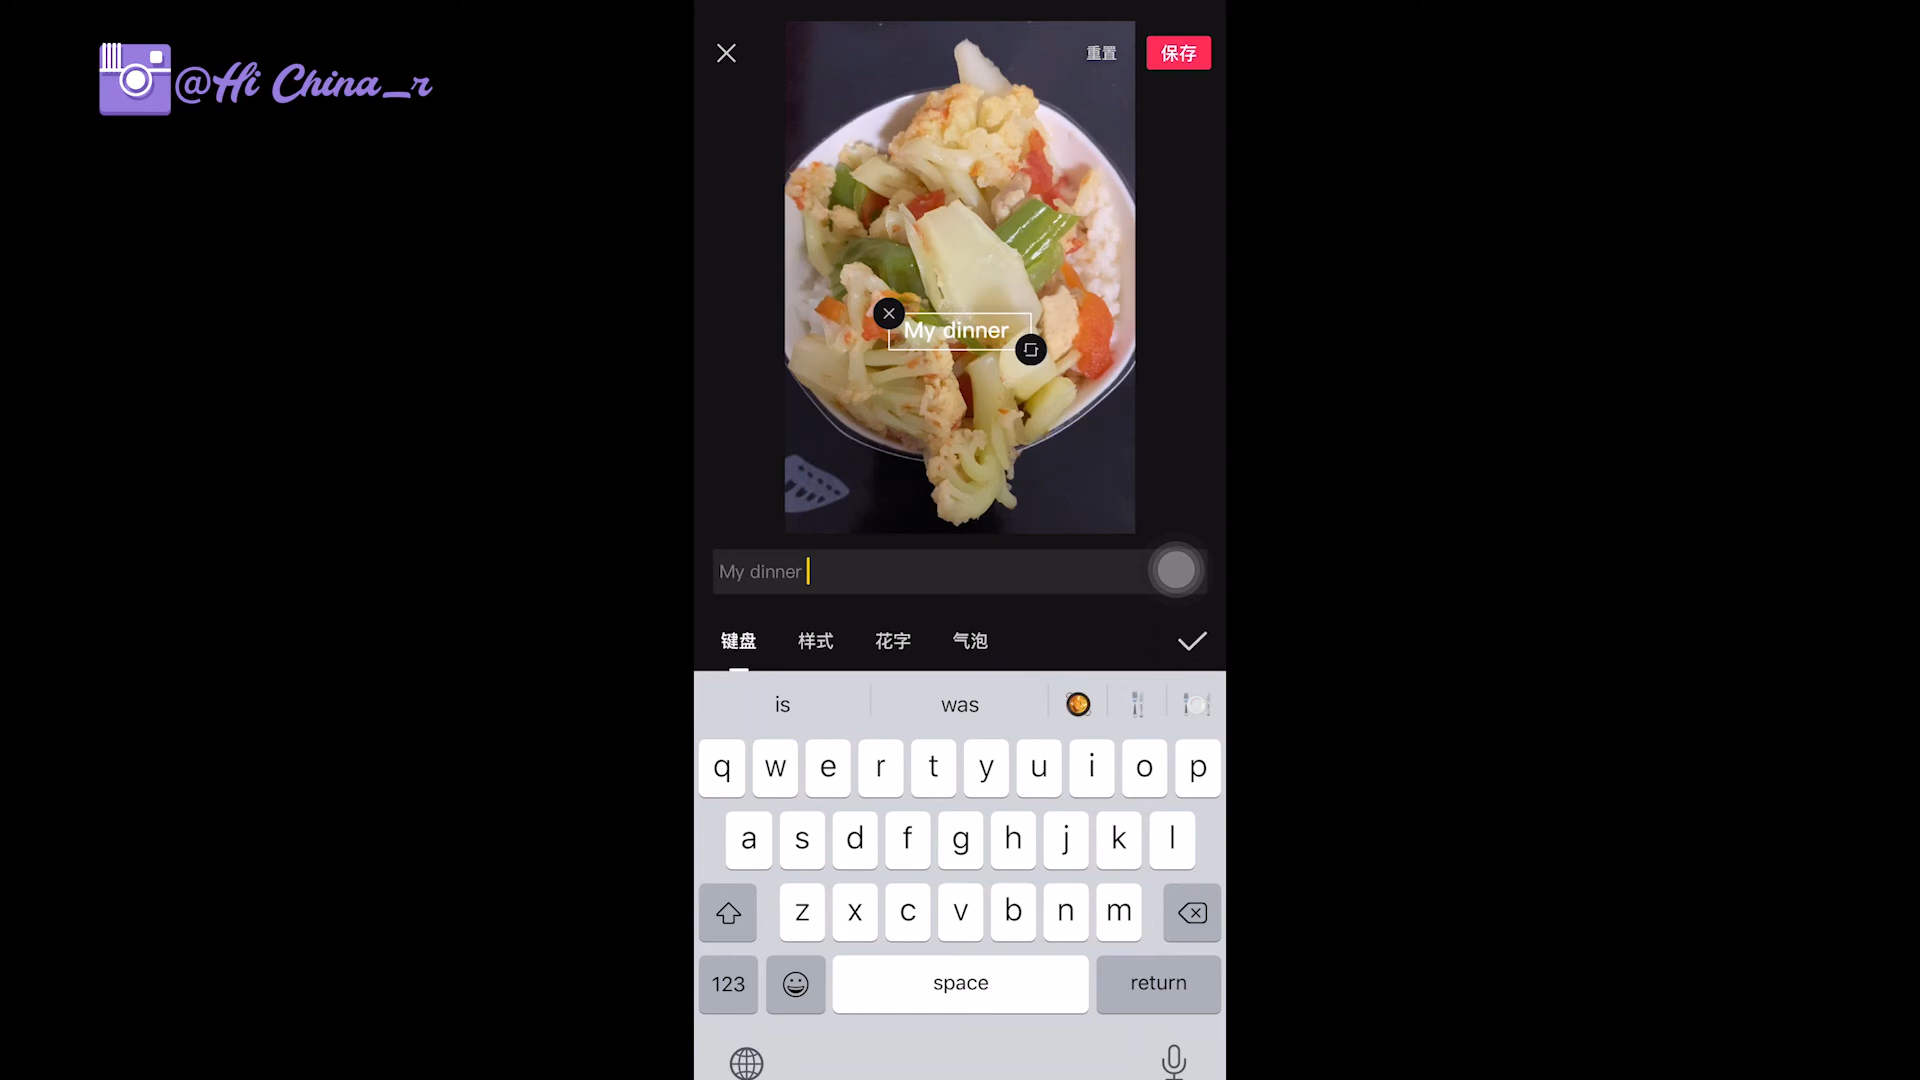 @Hi China_r
重置
保存
My dinner
My dinner
键盘 样式 花字 气泡
is was
q w e r t y u i o p
a s d f g h j k l
z x c v b n m
123 space return